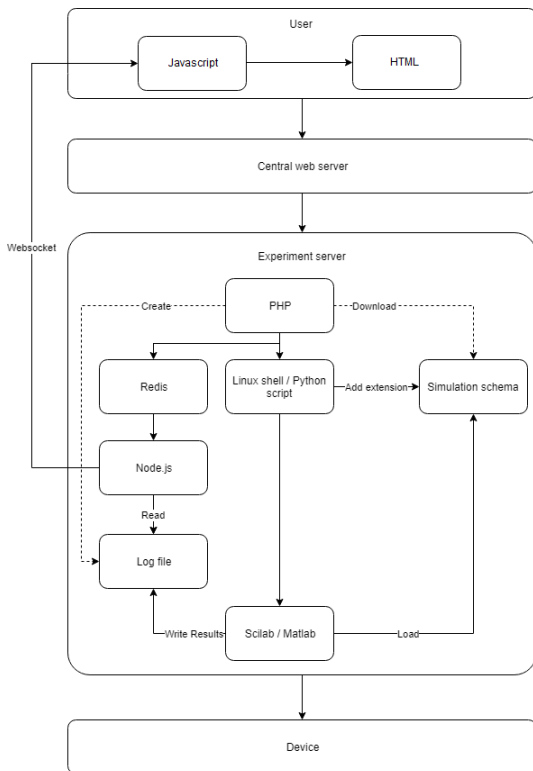 User
Javascript
HTML
Central web server
Websocket
Experiment server
Create
PHP
Download
Redis
Linux shell / Python
script
Add extension
Simulation schema
Node.js
Read
Log file
Write Results
Scilab / Matlab
Load
Device